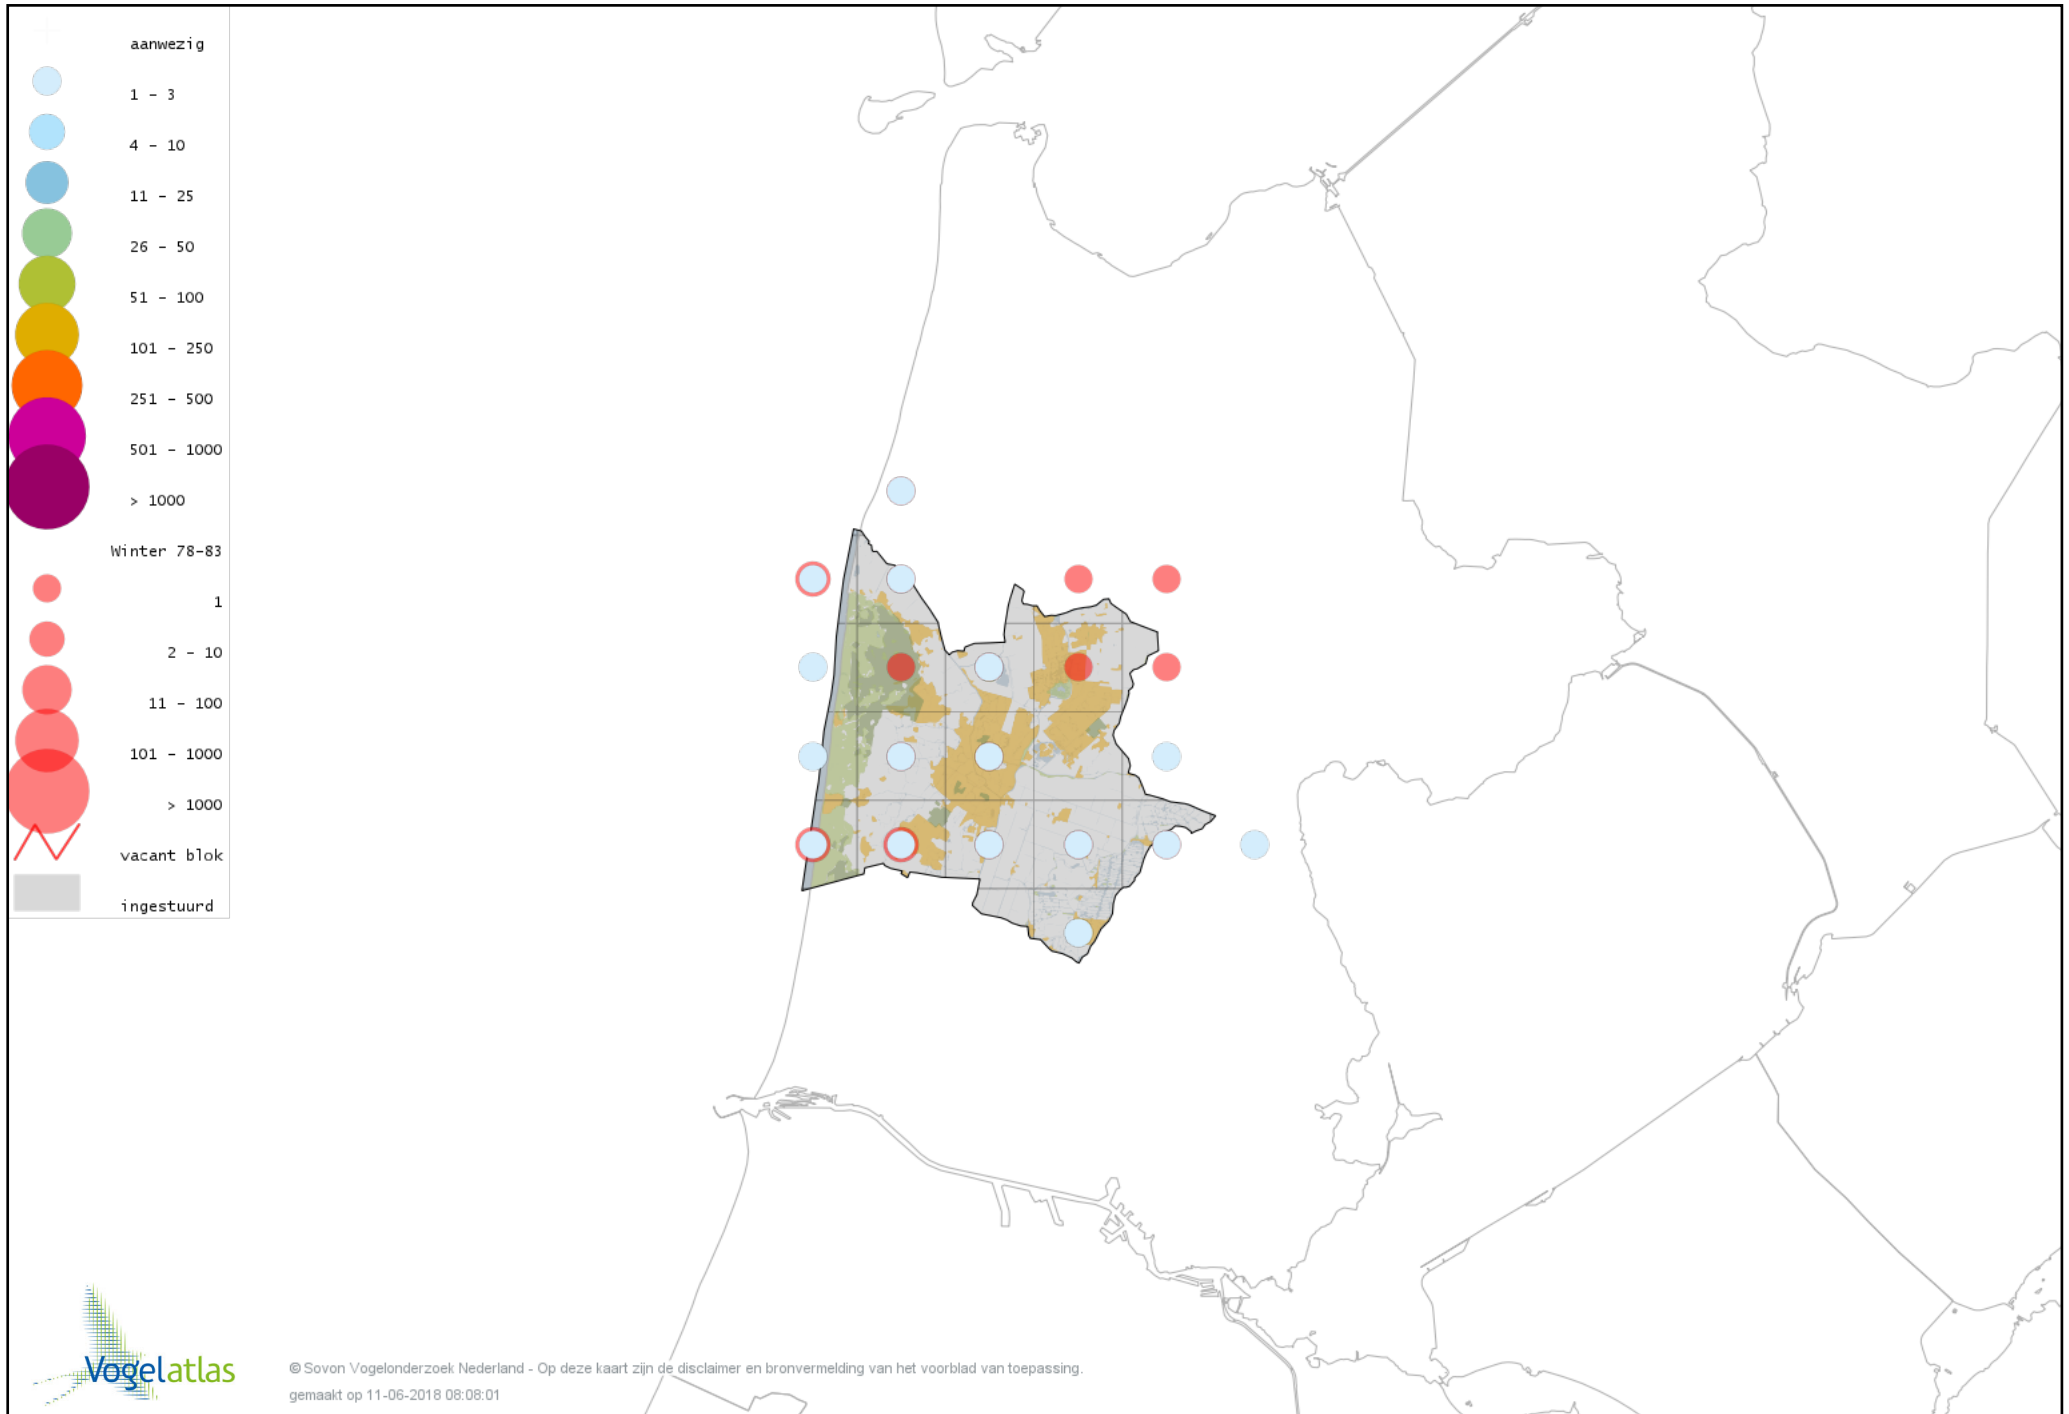 aanwezig
1 - 3
4 - 10
11 - 25
26 - 50
51 - 100
101 - 250
251 - 500
501 - 1000
> 1000
Winter 78-83
1
2 - 10
11 - 100
101 - 1000
> 1000
vacant blok
ingestuurd
Vogelatlas
© Sovon Vogelonderzoek Nederland - Op deze kaart zijn de disclaimer en bronvermelding van het voorblad van toepassing.
gemaakt op 11-06-2018 08:08:01